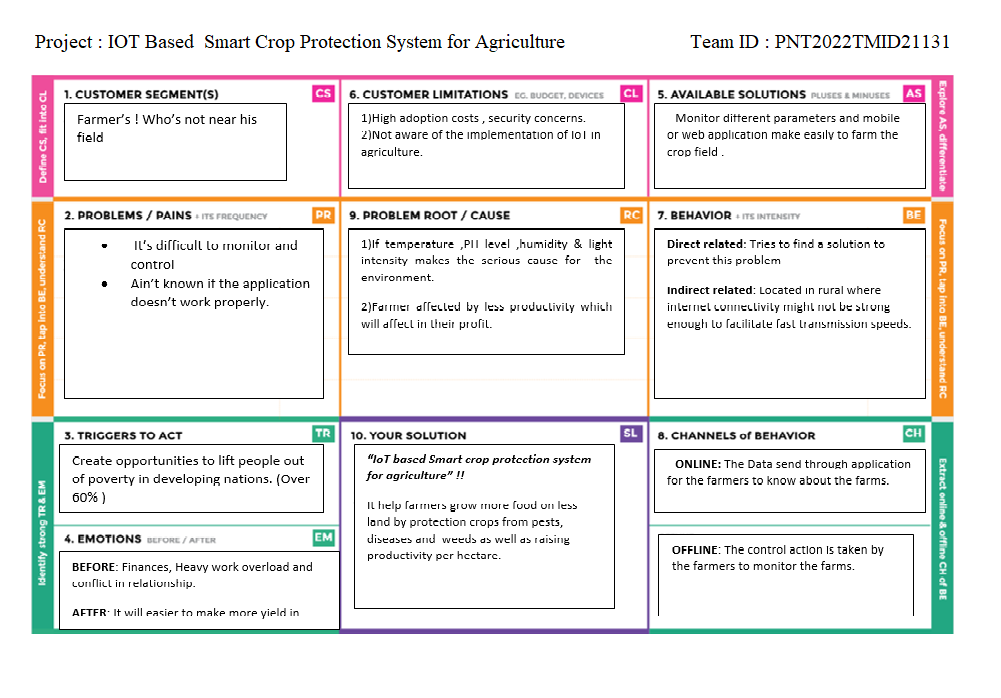 Project : IOT Based  Smart Crop Protection System for Agriculture
Team ID : PNT2022TMID21131
Define CS, fit into CL
1. CUSTOMER SEGMENT(S)
CS
Farmer's ! Who's not near his
field
6. CUSTOMER LIMITATIONS EG. BUDGET, DEVICES
CL
1)High adoption costs , security concerns.
2)Not aware of the implementation of IoT in
agriculture.
5. AVAILABLE SOLUTIONS PLUSES & MINUSES
AS
Monitor different parameters and mobile
or web application make easily to farm the
crop field .
Explore AS, differentiate
Focus on PR, tap into BE, understand RC
2. PROBLEMS / PAINS + ITS FREQUENCY
PR
• It's difficult to monitor and
control
• Ain't known if the application
doesn't work properly.
9. PROBLEM ROOT / CAUSE
RC
1)If temperature ,PH level ,humidity & light
intensity makes the serious cause for the
environment.
2)Farmer affected by less productivity which
will affect in their profit.
7. BEHAVIOR + ITS INTENSITY
BE
Direct related: Tries to find a solution to
prevent this problem
Indirect related: Located in rural where
internet connectivity might not be strong
enough to facilitate fast transmission speeds.
Focus on PR, tap into BE, understand RC
Identify strong TR & EM
3. TRIGGERS TO ACT
TR
Create opportunities to lift people out
of poverty in developing nations. (Over
60% )
4. EMOTIONS BEFORE / AFTER
EM
BEFORE: Finances, Heavy work overload and
conflict in relationship.
AFTER: It will easier to make more yield in
10. YOUR SOLUTION
SL
"IoT based Smart crop protection system
for agriculture" !!
It help farmers grow more food on less
land by protection crops from pests,
diseases and  weeds as well as raising
productivity per hectare.
8. CHANNELS of BEHAVIOR
CH
ONLINE: The Data send through application
for the farmers to know about the farms.
OFFLINE: The control action is taken by
the farmers to monitor the farms.
Extract online & offline CH of BE